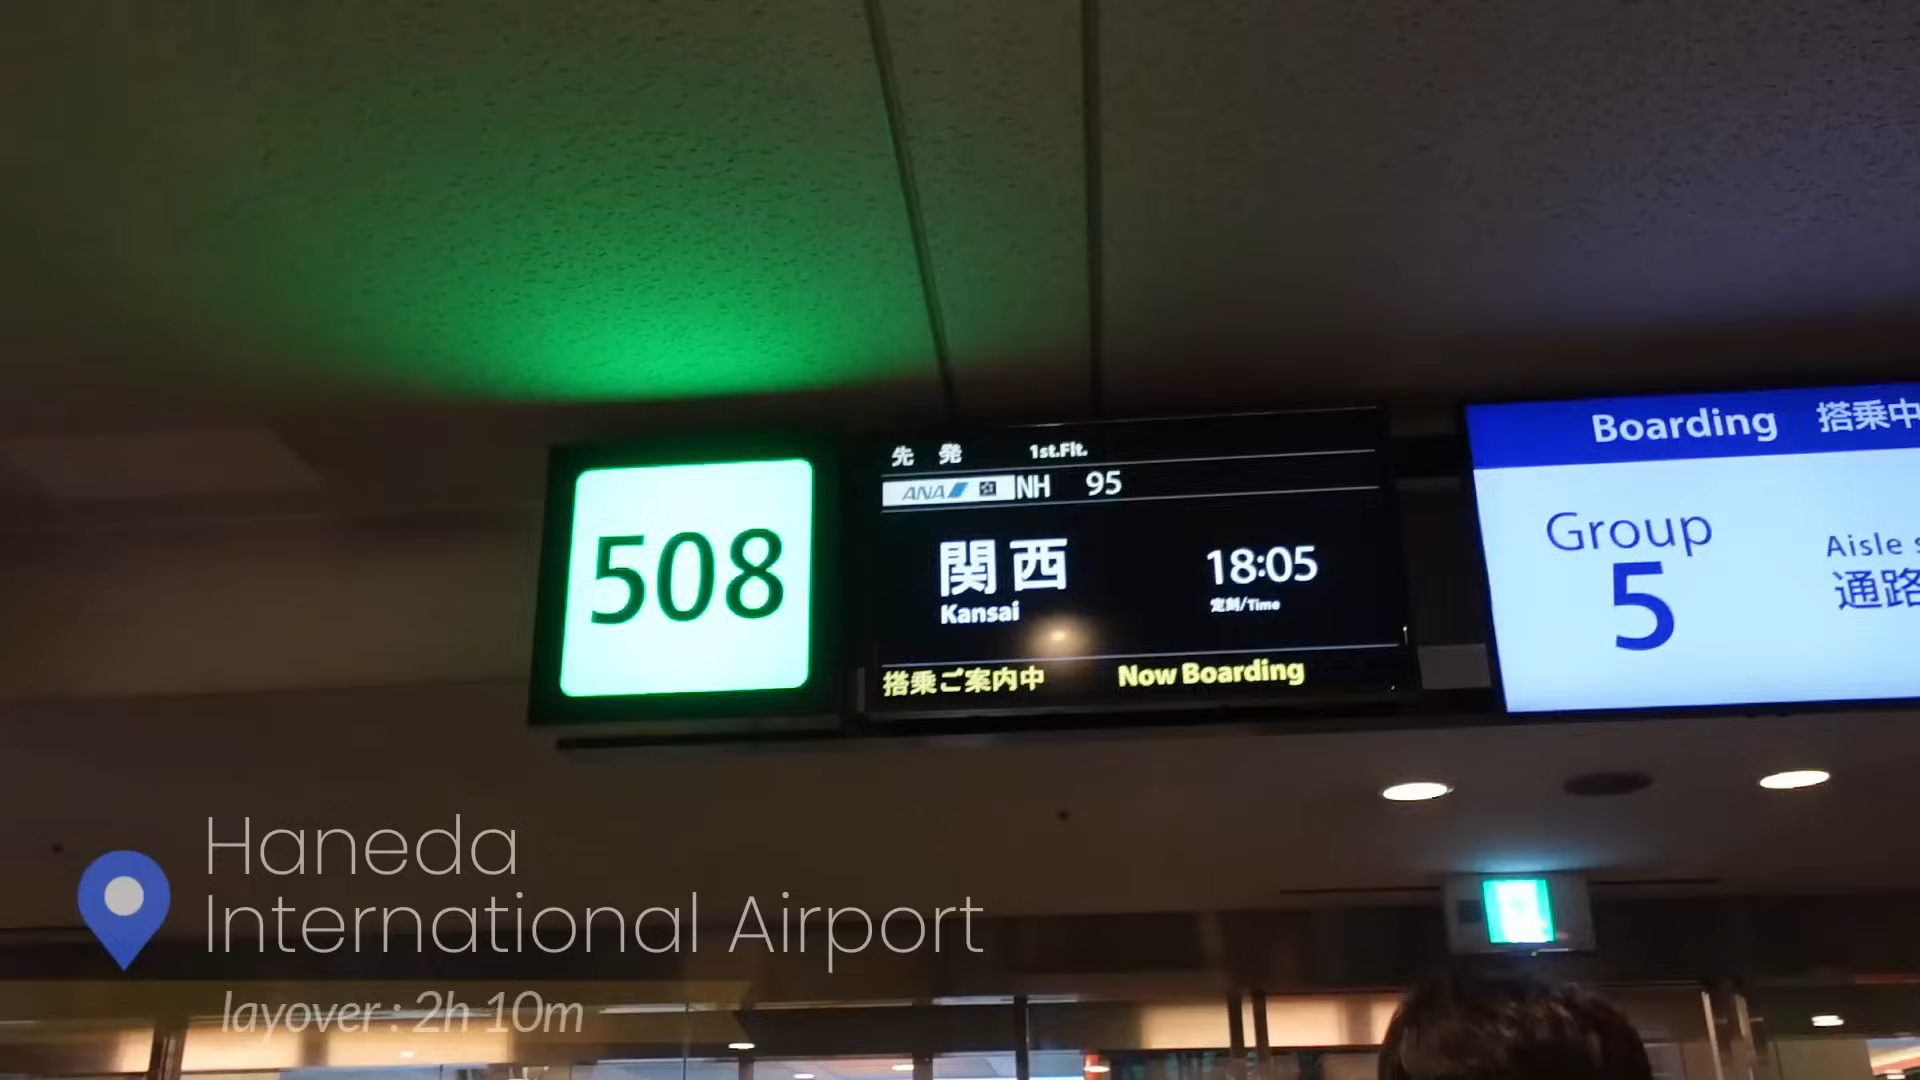 508
先発 1st.Flt.
ANA NH 95
関西 18:05
Kansai 定刻/Time
搭乗ご案内中 Now Boarding
Boarding 搭乗中
Group
5
Aisle
通路
Haneda
International Airport
layover : 2h 10m